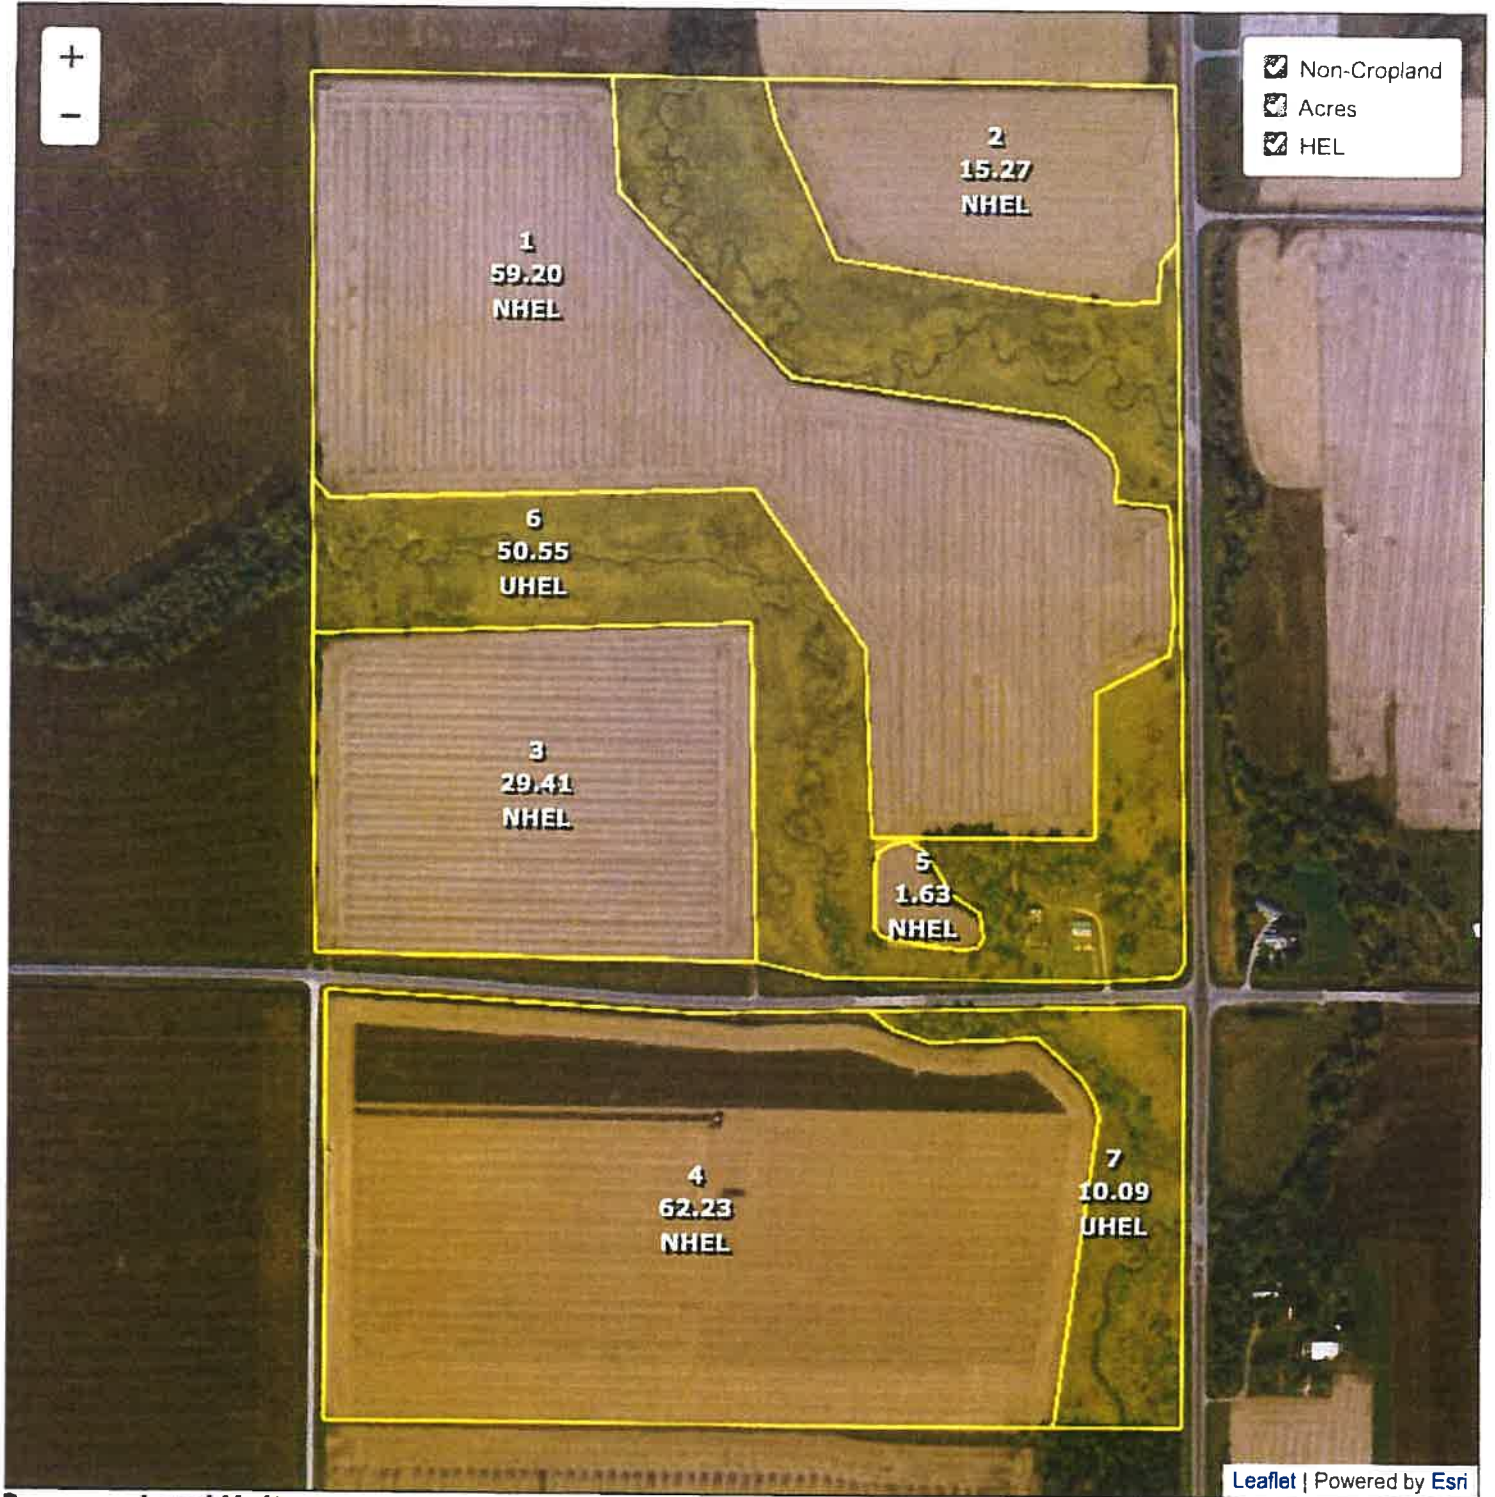 +
−
Non-Cropland
Acres
HEL
1
59.20
NHEL
2
15.27
NHEL
6
50.55
UHEL
3
29.41
NHEL
5
1.63
NHEL
4
62.23
NHEL
7
10.09
UHEL
Leaflet | Powered by Esri